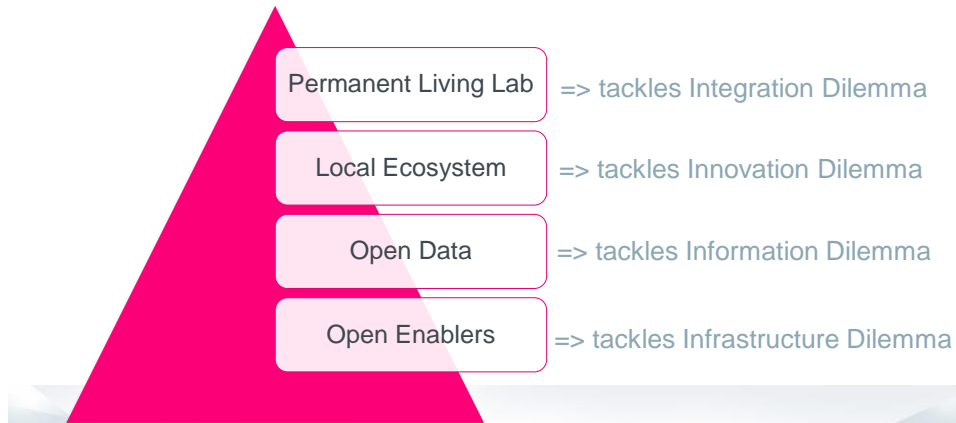 Permanent Living Lab => tackles Integration Dilemma
Local Ecosystem => tackles Innovation Dilemma
Open Data => tackles Information Dilemma
Open Enablers => tackles Infrastructure Dilemma